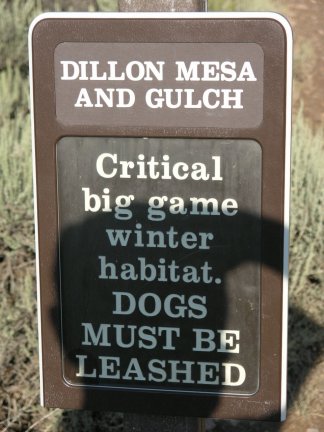 DILLON MESA
AND GULCH
Critical
big game
winter
habitat.
DOGS
MUST BE
LEASHED